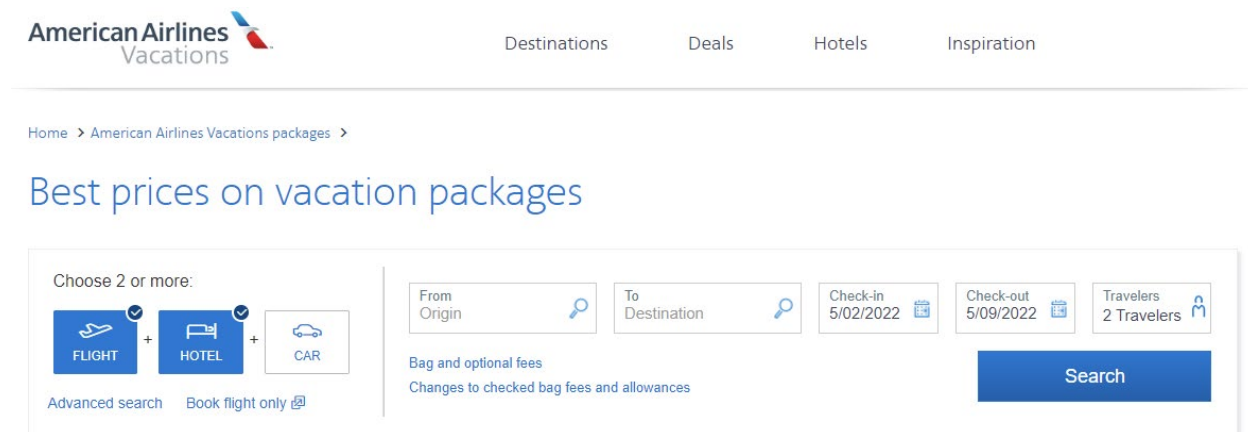 American Airlines
Vacations
Destinations Deals Hotels Inspiration
Home > American Airlines Vacations packages >
Best prices on vacation packages
Choose 2 or more:
FLIGHT + HOTEL + CAR
Advanced search Book flight only
From
Origin
To
Destination
Check-in
5/02/2022
Check-out
5/09/2022
Travelers
2 Travelers
Bag and optional fees
Changes to checked bag fees and allowances
Search